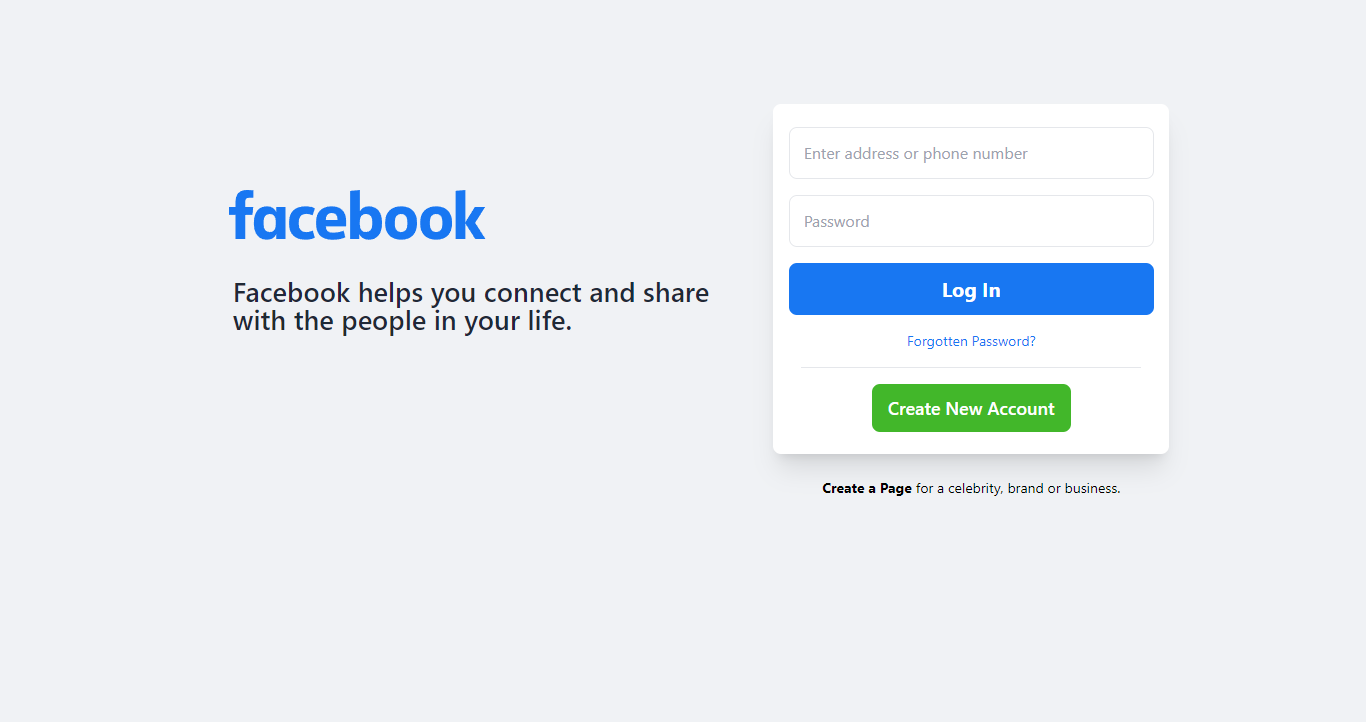 facebook
Facebook helps you connect and share
with the people in your life.
Enter address or phone number
Password
Log In
Forgotten Password?
Create New Account
Create a Page for a celebrity, brand or business.